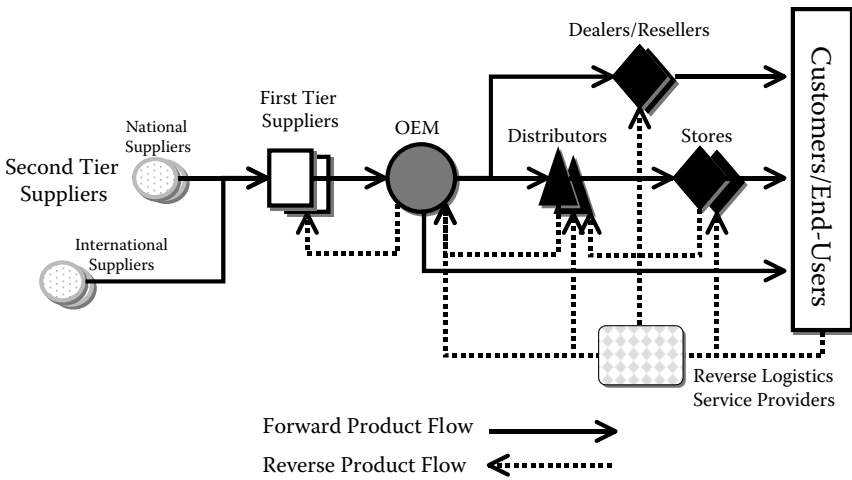 Dealers/Resellers
First Tier
Suppliers
OEM
National
Suppliers
Distributors
Stores
Second Tier
Suppliers
International
Suppliers
Customers/End-Users
Reverse Logistics
Service Providers
Forward Product Flow
Reverse Product Flow